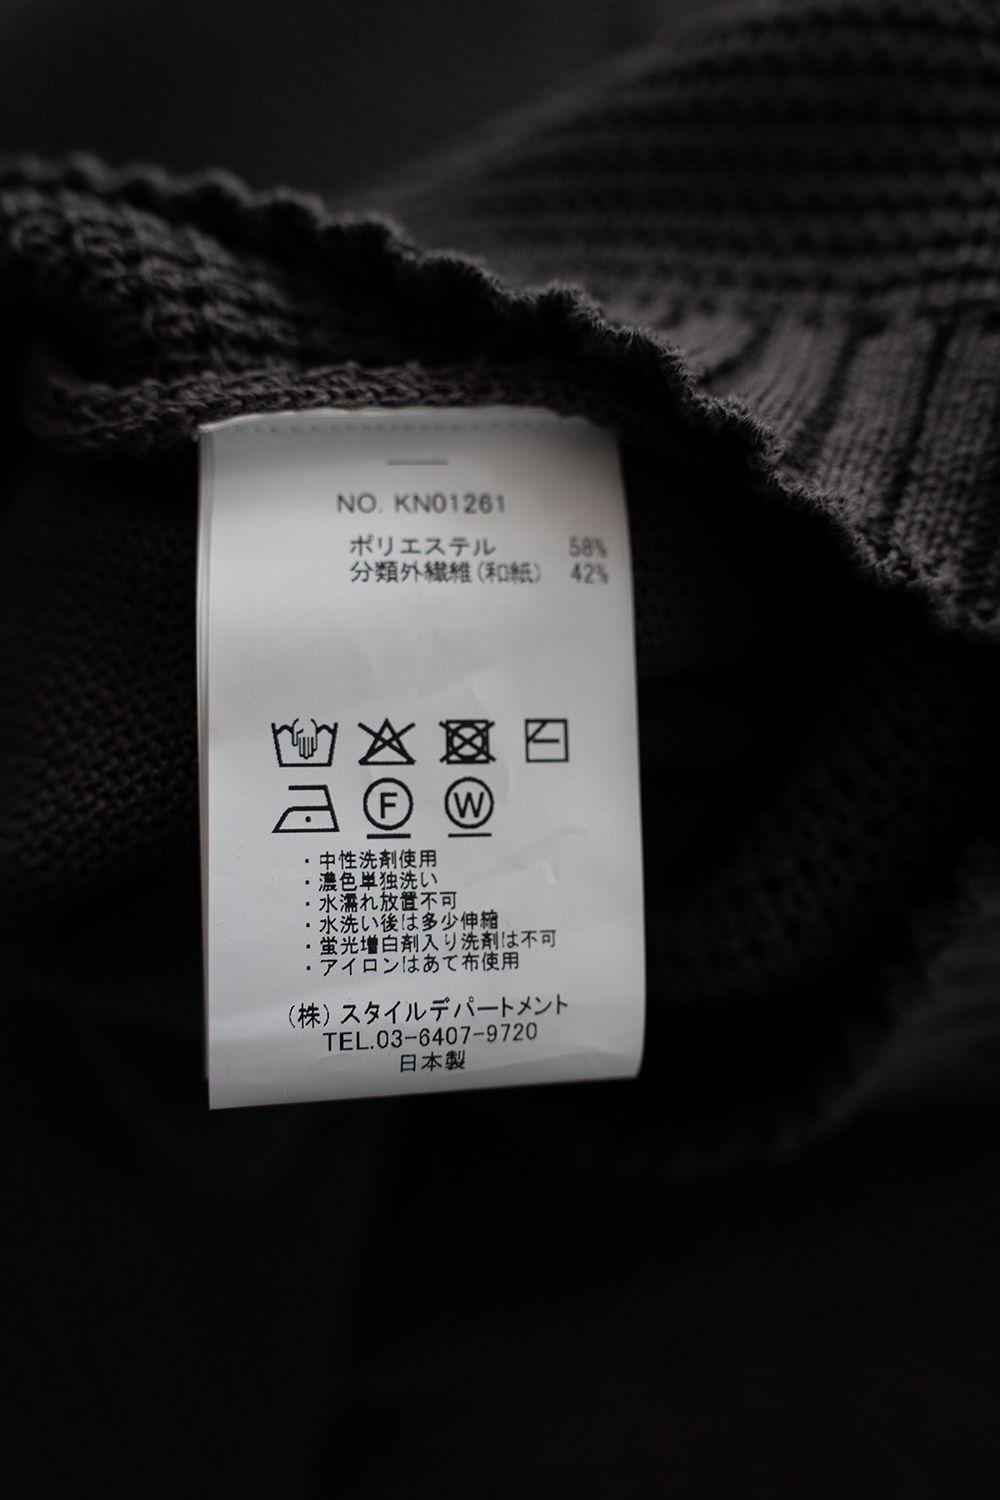 NO. KN01261
ポリエステル 58%
分類外繊維(和紙) 42%
F W
・中性洗剤使用
・濃色単独洗い
・水濡れ放置不可
・水洗い後は多少伸縮
・蛍光増白剤入り洗剤は不可
・アイロンはあて布使用
(株)スタイルデパートメント
TEL.03-6407-9720
日本製